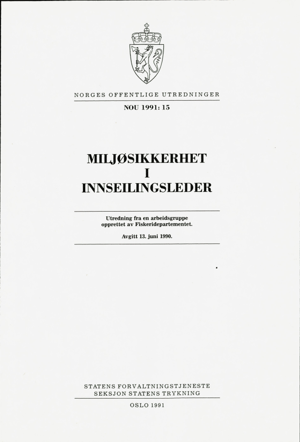 NORGES OFFENTLIGE UTREDNINGER
NOU 1991: 15
MILJØSIKKERHET
I
INNSEILINGSLEDER
Utredning fra en arbeidsgruppe
opprettet av Fiskeridepartementet.
Avgitt 13. juni 1990.
STATENS FORVALTNINGSTJENESTE
SEKSJON STATENS TRYKNING
OSLO 1991